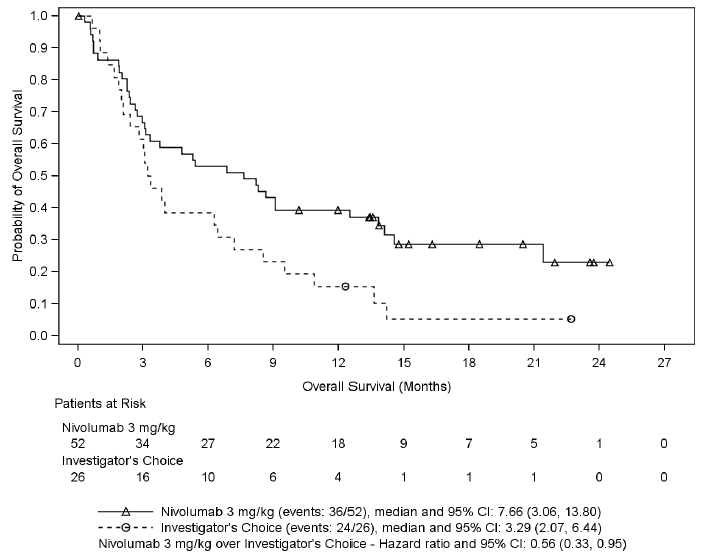 1.0
0.9
0.8
0.7
0.6
0.5
0.4
0.3
0.2
0.1
0.0
Probability of Overall Survival
0 3 6 9 12 15 18 21 24 27
Overall Survival (Months)
Patients at Risk
Nivolumab 3 mg/kg
52 34 27 22 18 9 7 5 1 0
Investigator's Choice
26 16 10 6 4 1 1 1 0 0
Nivolumab 3 mg/kg (events: 36/52), median and 95% CI: 7.66 (3.06, 13.80)
Investigator's Choice (events: 24/26), median and 95% CI: 3.29 (2.07, 6.44)
Nivolumab 3 mg/kg over Investigator's Choice - Hazard ratio and 95% CI: 0.56 (0.33, 0.95)